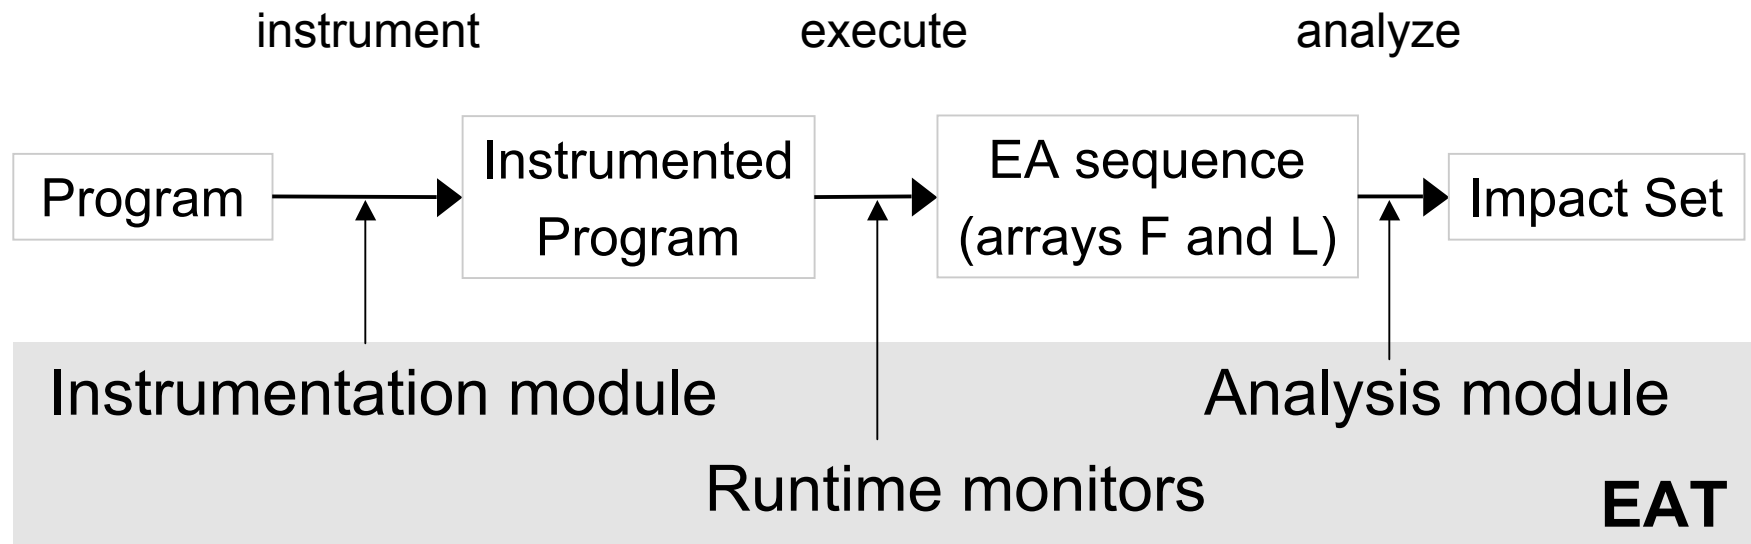 instrument
execute
analyze
Program
Instrumented
Program
EA sequence
(arrays F and L)
Impact Set
Instrumentation module
Analysis module
Runtime monitors
EAT